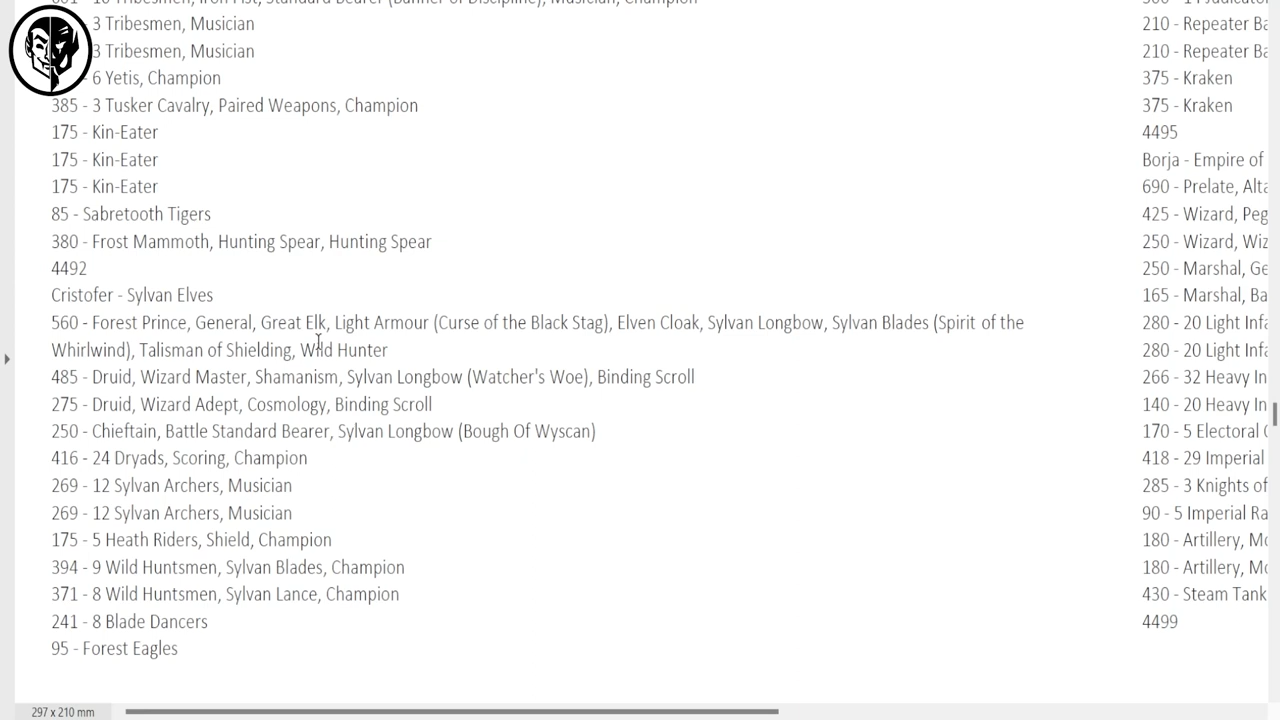 3 Tribesmen, Musician
3 Tribesmen, Musician
6 Yetis, Champion
385 - 3 Tusker Cavalry, Paired Weapons, Champion
175 - Kin-Eater
175 - Kin-Eater
175 - Kin-Eater
85 - Sabretooth Tigers
380 - Frost Mammoth, Hunting Spear, Hunting Spear
4492
Cristofer - Sylvan Elves
560 - Forest Prince, General, Great Elk, Light Armour (Curse of the Black Stag), Elven Cloak, Sylvan Longbow, Sylvan Blades (Spirit of the
Whirlwind), Talisman of Shielding, Wild Hunter
485 - Druid, Wizard Master, Shamanism, Sylvan Longbow (Watcher's Woe), Binding Scroll
275 - Druid, Wizard Adept, Cosmology, Binding Scroll
250 - Chieftain, Battle Standard Bearer, Sylvan Longbow (Bough Of Wyscan)
416 - 24 Dryads, Scoring, Champion
269 - 12 Sylvan Archers, Musician
269 - 12 Sylvan Archers, Musician
175 - 5 Heath Riders, Shield, Champion
394 - 9 Wild Huntsmen, Sylvan Blades, Champion
371 - 8 Wild Huntsmen, Sylvan Lance, Champion
241 - 8 Blade Dancers
95 - Forest Eagles
210 - Repeater Ba
210 - Repeater Ba
375 - Kraken
375 - Kraken
4495
Borja - Empire of
690 - Prelate, Alta
425 - Wizard, Peg
250 - Wizard, Wiz
250 - Marshal, Ge
165 - Marshal, Ba
280 - 20 Light Infa
280 - 20 Light Infa
266 - 32 Heavy In
140 - 20 Heavy In
170 - 5 Electoral
418 - 29 Imperial
285 - 3 Knights of
90 - 5 Imperial Ra
180 - Artillery, Mo
180 - Artillery, Mo
430 - Steam Tank
4499
297 x 210 mm